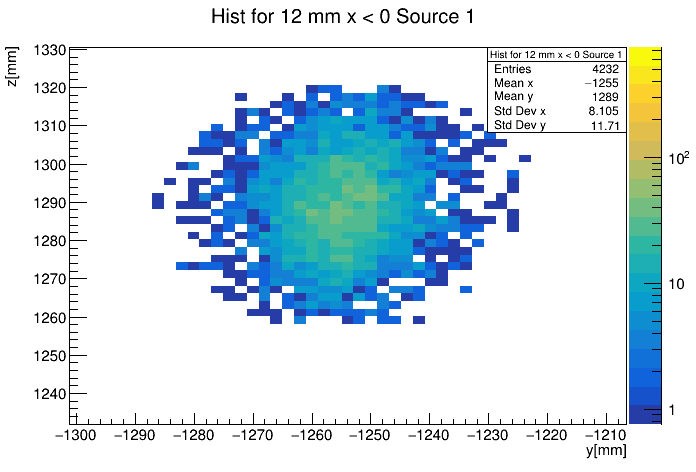 Hist for 12 mm x < 0 Source 1
z[mm]
Hist for 12 mm x < 0 Source 1
Entries 4232
Mean x −1255
Mean y 1289
Std Dev x 8.105
Std Dev y 11.71
1330
1320
1310
1300
1290
1280
1270
1260
1250
1240
10²
10
1
−1300 −1290 −1280 −1270 −1260 −1250 −1240 −1230 −1220 −1210
y[mm]